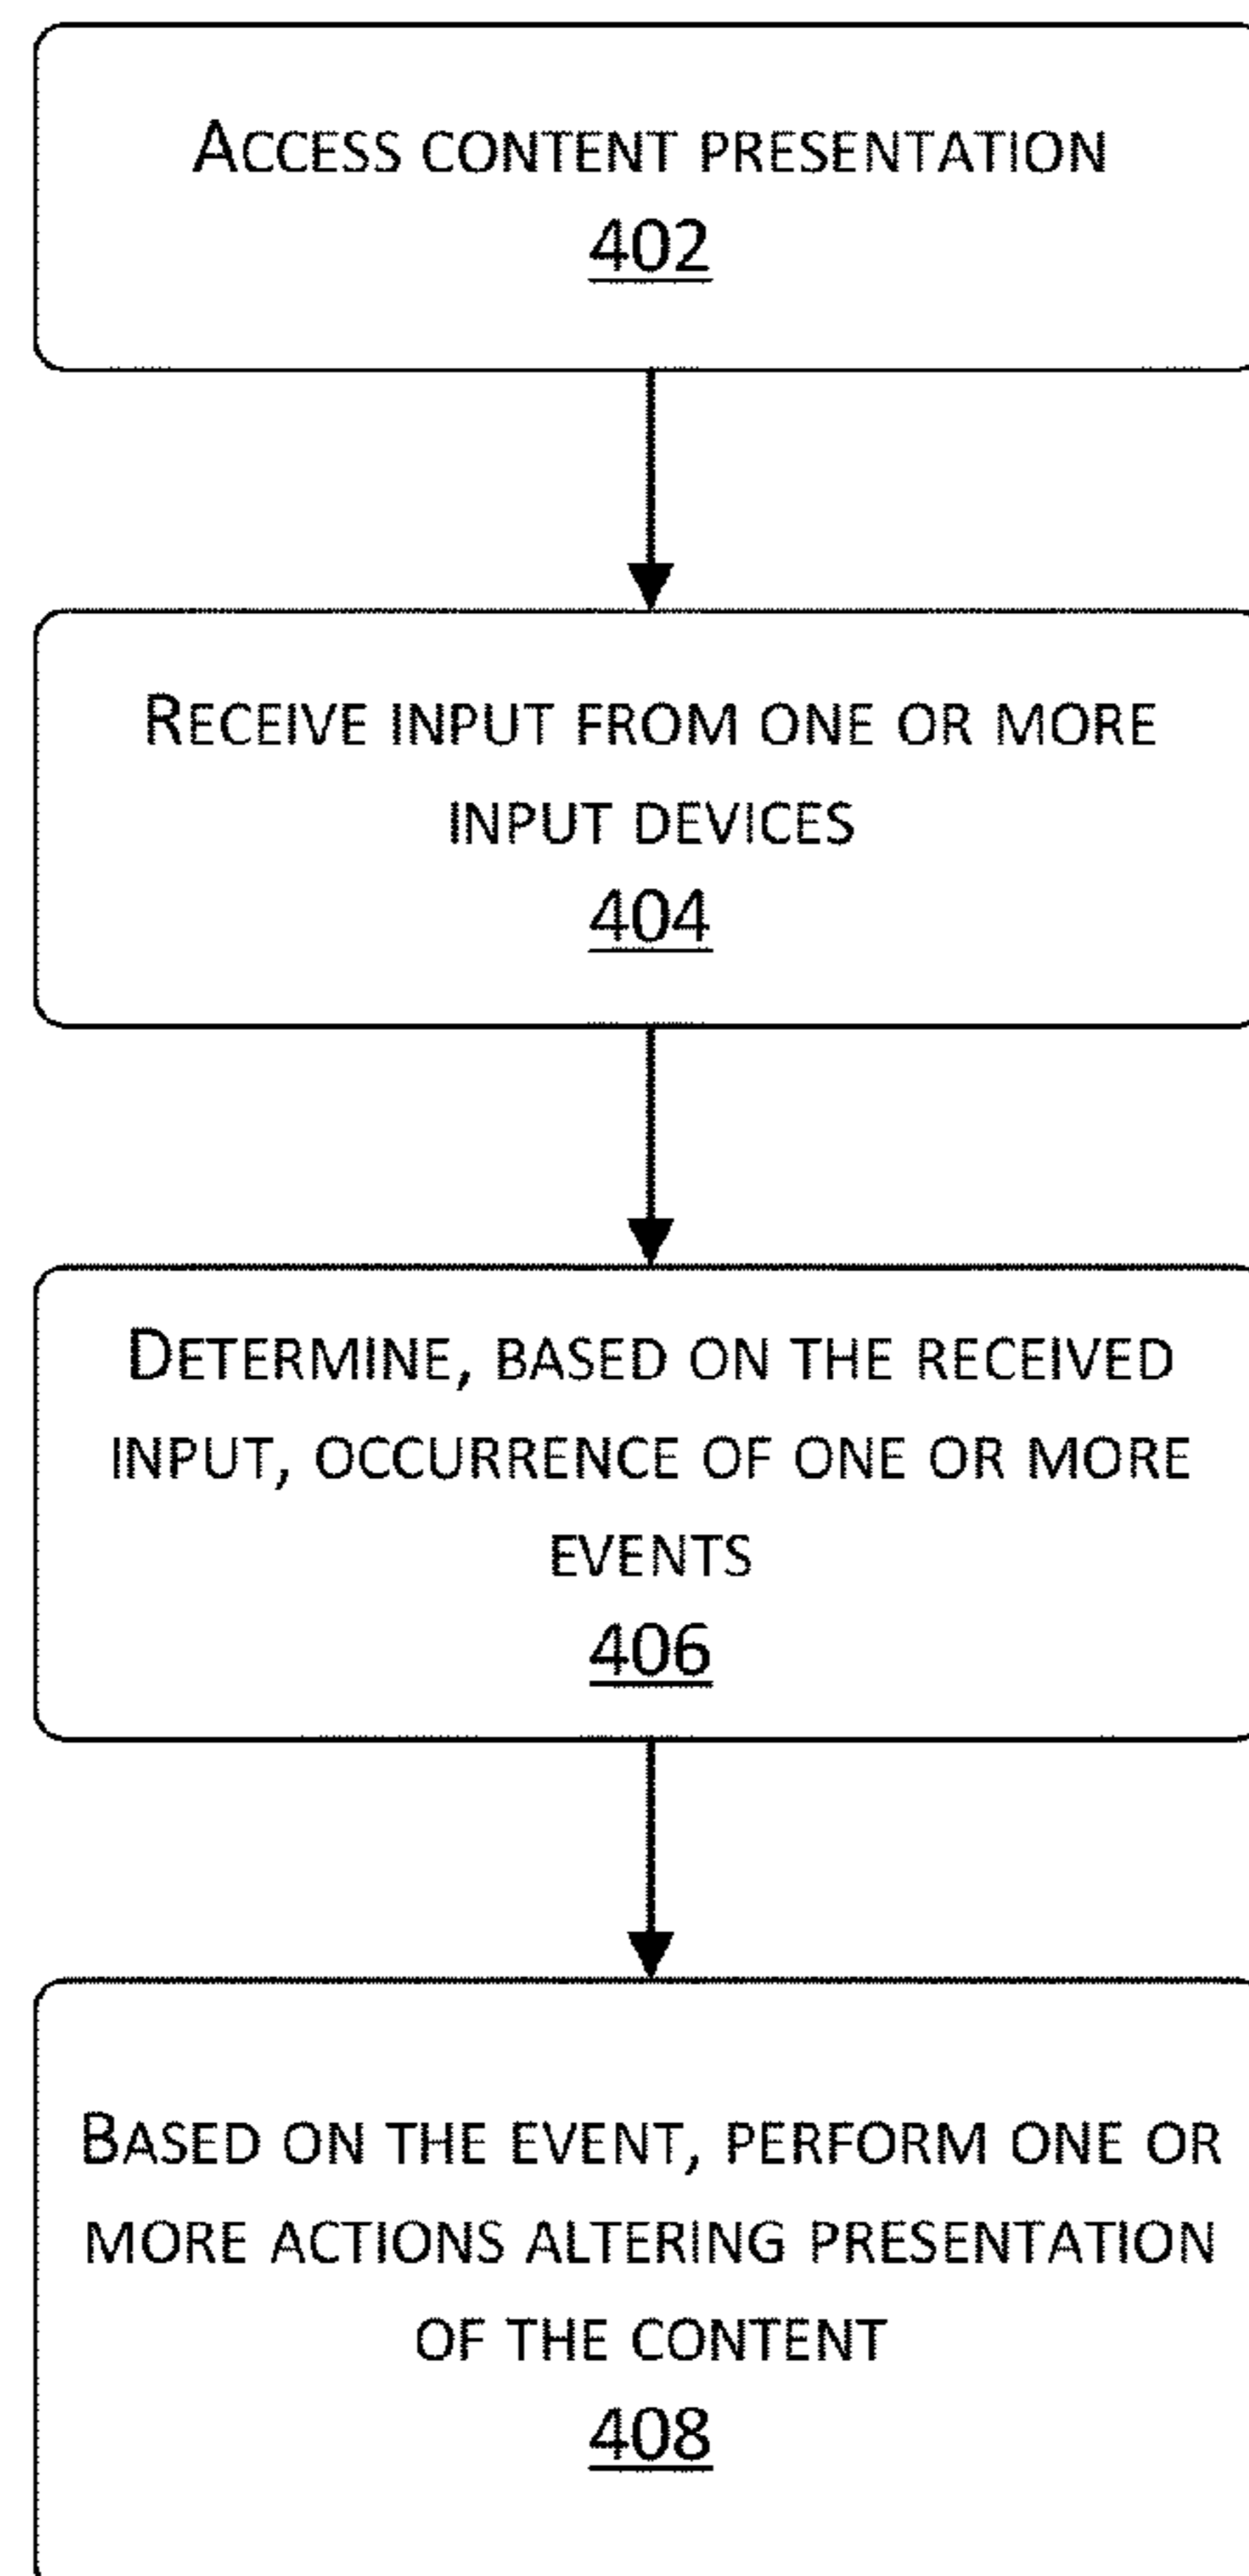 ACCESS CONTENT PRESENTATION
402
RECEIVE INPUT FROM ONE OR MORE
INPUT DEVICES
404
DETERMINE, BASED ON THE RECEIVED
INPUT, OCCURRENCE OF ONE OR MORE
EVENTS
406
BASED ON THE EVENT, PERFORM ONE OR
MORE ACTIONS ALTERING PRESENTATION
OF THE CONTENT
408